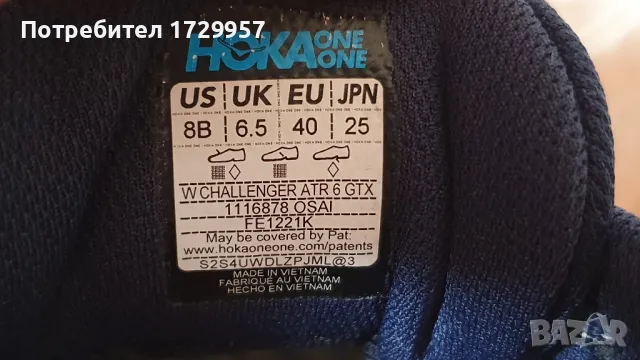 Потребител 1729957
HOKA ONE ONE
US UK EU JPN
8B 6.5 40 25
W CHALLENGER ATR 6 GTX
1116878 OSAI
FE1221K
May be covered by Pat:
www.hokaoneone.com/patents
S2S4UWDLZPJML@3
MADE IN VIETNAM
FABRIQUÉ AU VIETNAM
HECHO EN VIETNAM
BAZAR
bg